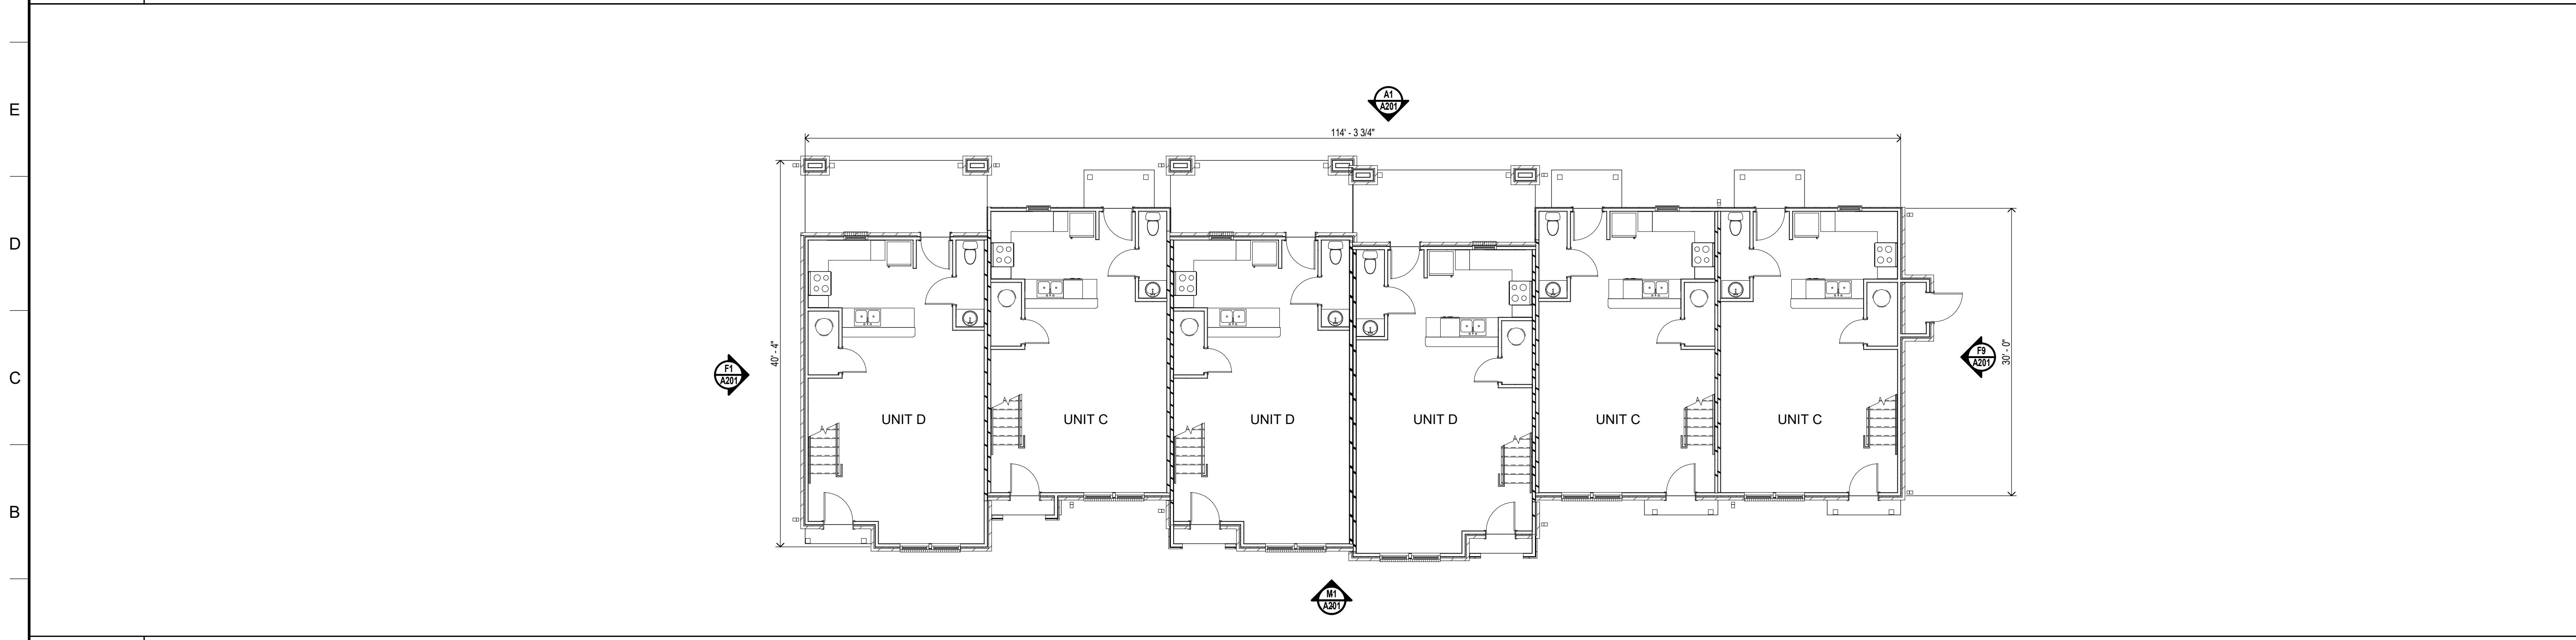 E
A1
A201
114' - 3 3/4"
D
40' - 4"
30' - 0"
F1
A201
F9
A201
C
UNIT D
UNIT C
UNIT D
UNIT D
UNIT C
UNIT C
B
M1
A201